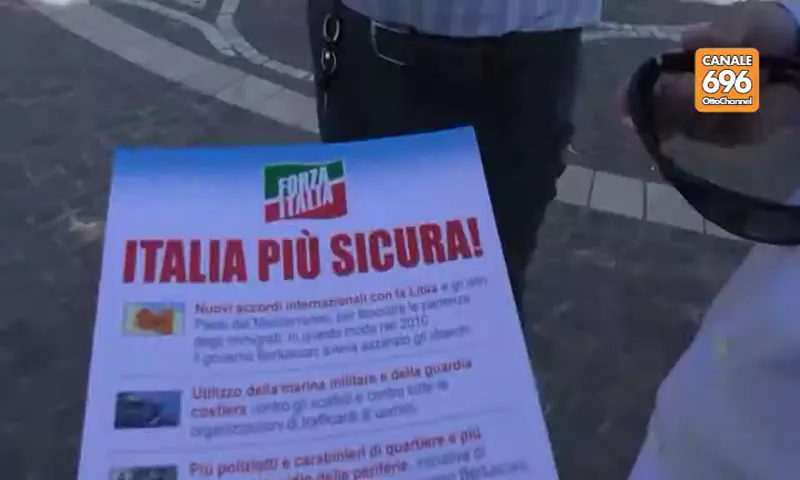 CANALE
696
OttoChannel
FORZA
ITALIA
ITALIA PIÙ SICURA!
Nuovi accordi internazionali con la Libia e gli altri
Paesi del Mediterraneo, per bloccare le partenze
degli immigrati. In questo modo nel 2010
il governo Berlusconi aveva azzerato gli sbarchi.
Utilizzo della marina militare e della guardia
costiera contro gli scafisti e contro tutte le
organizzazioni di trafficanti di uomini.
Più poliziotti e carabinieri di quartiere e più
delle periferie